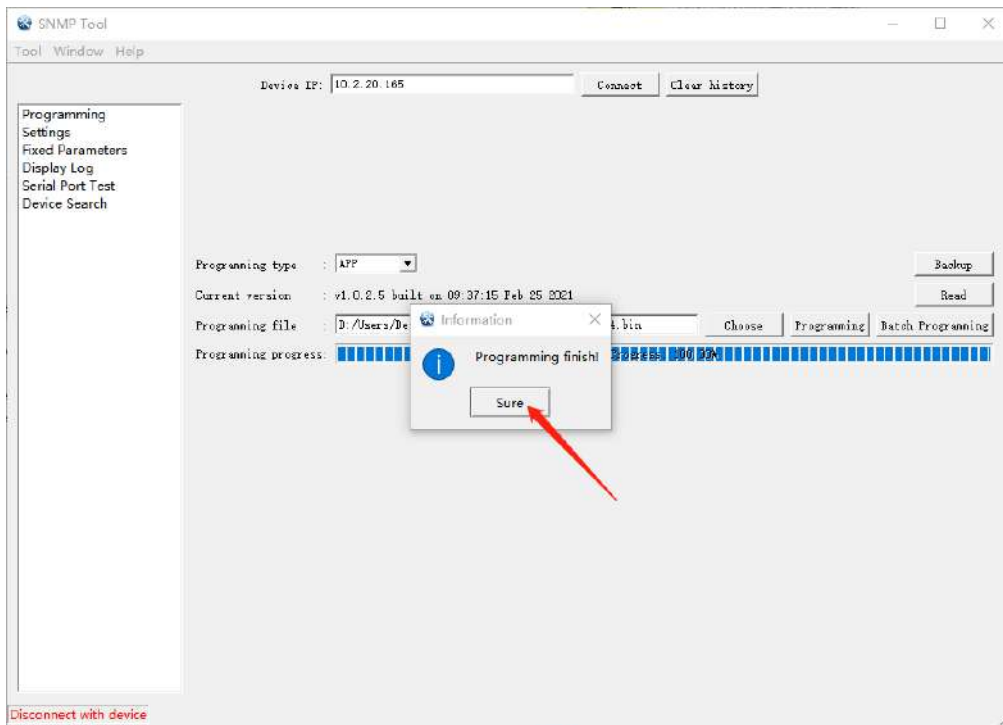 SNMP Tool
Tool Window Help
Device IP: 10.2.20.165 Connect Clear history
Programming
Settings
Fixed Parameters
Display Log
Serial Port Test
Device Search
Programming type : APP Backup
Current version : v1.0.2.5 built on 09:37:15 Feb 25 2021 Read
Programming file : D:/Users/De .bin Choose Programming Batch Programming
Programming progress: Progress 100.00%
Information
Programming finish!
Sure
Disconnect with device